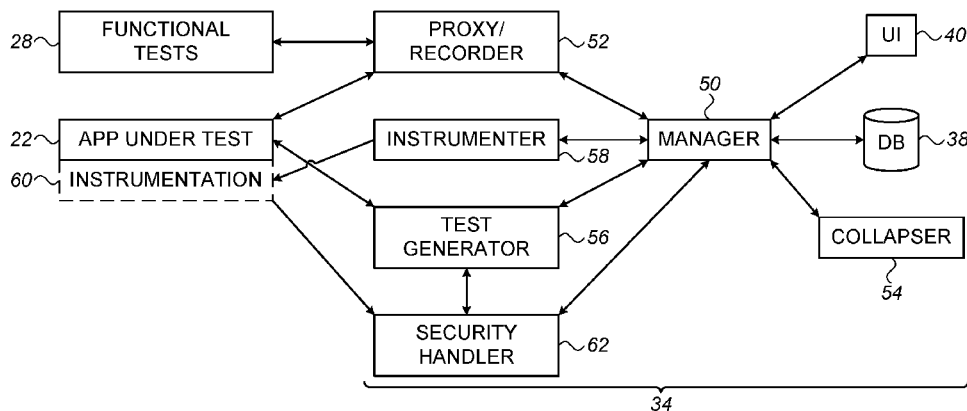 28
FUNCTIONAL
TESTS
PROXY/
RECORDER
52
UI
40
22
APP UNDER TEST
INSTRUMENTER
58
50
MANAGER
DB
38
60
INSTRUMENTATION
TEST
GENERATOR
56
COLLAPSER
54
SECURITY
HANDLER
62
34